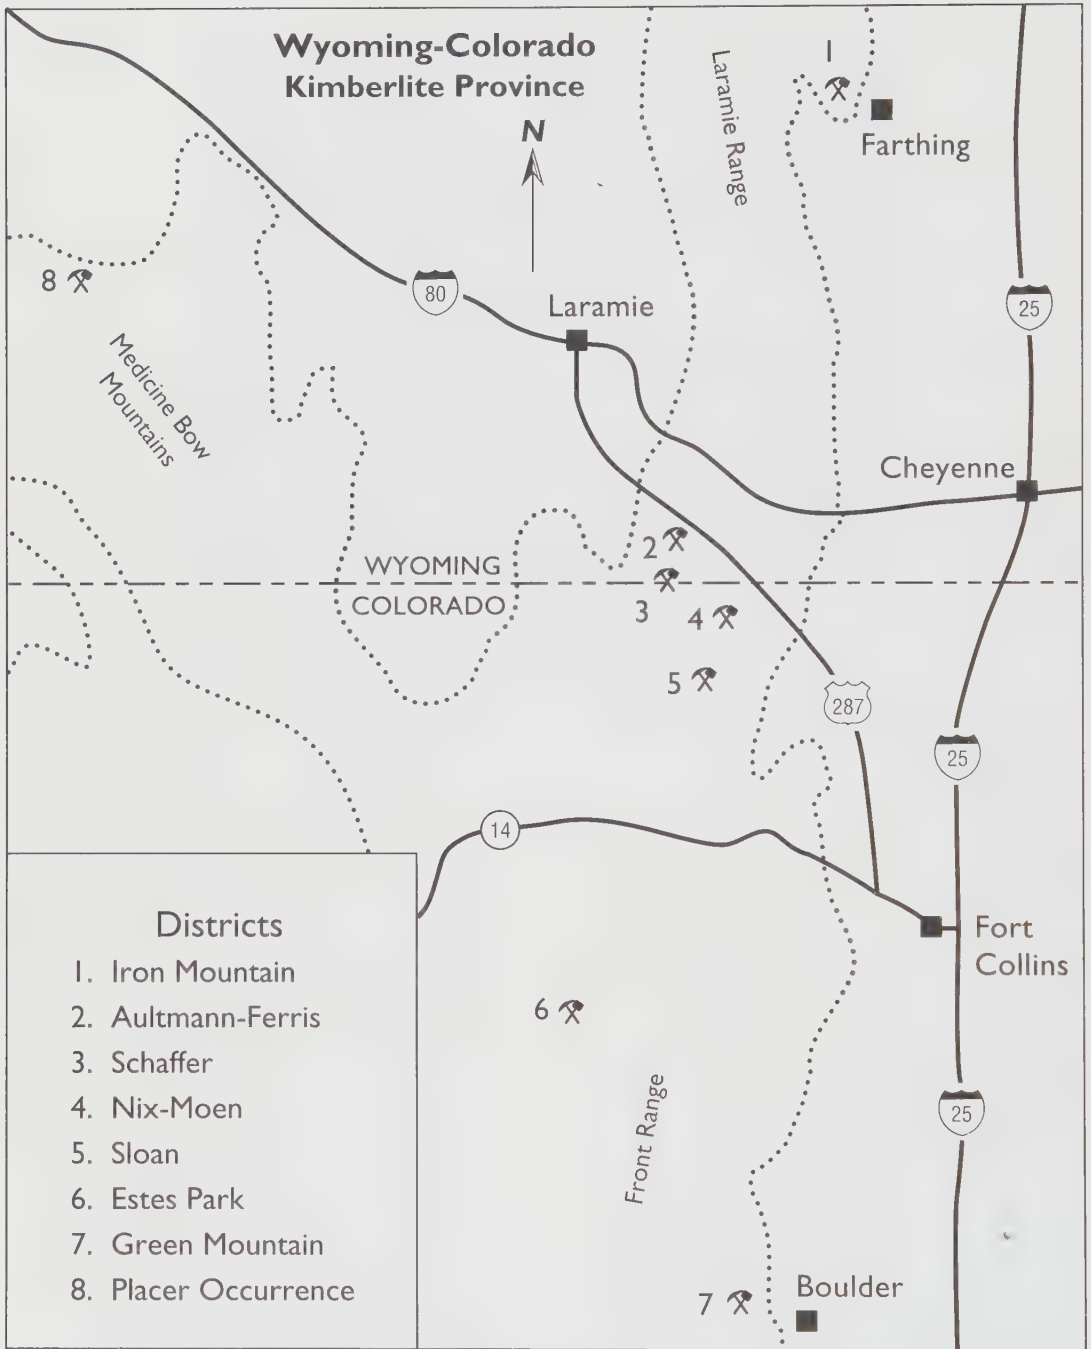 Wyoming-Colorado
Kimberlite Province
N
1
Laramie Range
Farthing
8
80
25
Laramie
Medicine Bow
Mountains
Cheyenne
2
WYOMING
COLORADO
3
4
5
287
25
14
Fort
Collins
Districts
1. Iron Mountain
2. Aultmann-Ferris
3. Schaffer
4. Nix-Moen
5. Sloan
6. Estes Park
7. Green Mountain
8. Placer Occurrence
6
Front Range
25
7
Boulder